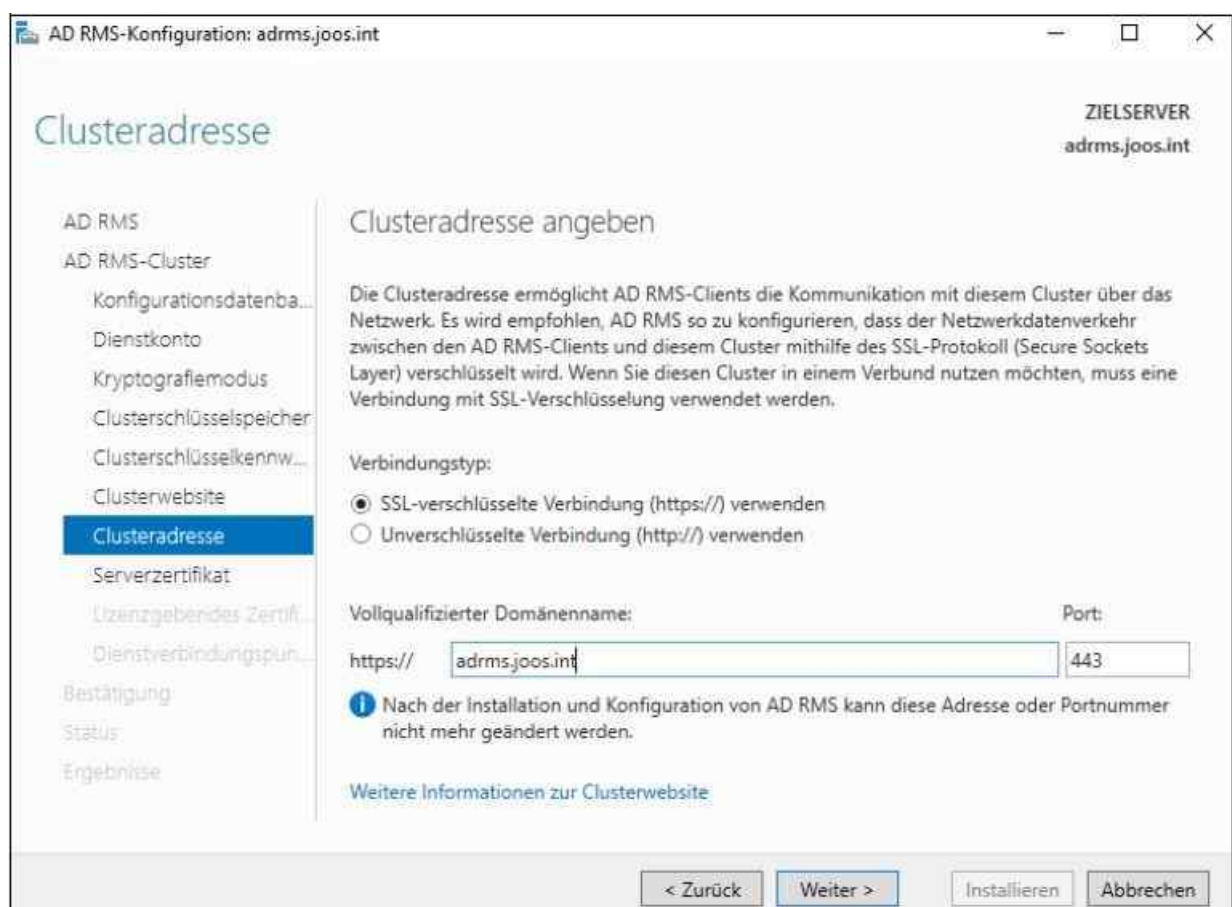 AD RMS-Konfiguration: adrms.joos.int
Clusteradresse
ZIELSERVER
adrms.joos.int
AD RMS
AD RMS-Cluster
Konfigurationsdatenba...
Dienstkonto
Kryptografiemodus
Clusterschlüsselspeicher
Clusterschlüsselkennw...
Clusterwebsite
Clusteradresse
Serverzertifikat
Lizenzgebendes Zertifi...
Dienstverbindungspun...
Bestätigung
Status
Ergebnisse
Clusteradresse angeben
Die Clusteradresse ermöglicht AD RMS-Clients die Kommunikation mit diesem Cluster über das
Netzwerk. Es wird empfohlen, AD RMS so zu konfigurieren, dass der Netzwerkdatenverkehr
zwischen den AD RMS-Clients und diesem Cluster mithilfe des SSL-Protokoll (Secure Sockets
Layer) verschlüsselt wird. Wenn Sie diesen Cluster in einem Verbund nutzen möchten, muss eine
Verbindung mit SSL-Verschlüsselung verwendet werden.
Verbindungstyp:
SSL-verschlüsselte Verbindung (https://) verwenden
Unverschlüsselte Verbindung (http://) verwenden
Vollqualifizierter Domänenname: Port:
https:// adrms.joos.int 443
Nach der Installation und Konfiguration von AD RMS kann diese Adresse oder Portnummer
nicht mehr geändert werden.
Weitere Informationen zur Clusterwebsite
< Zurück Weiter > Installieren Abbrechen